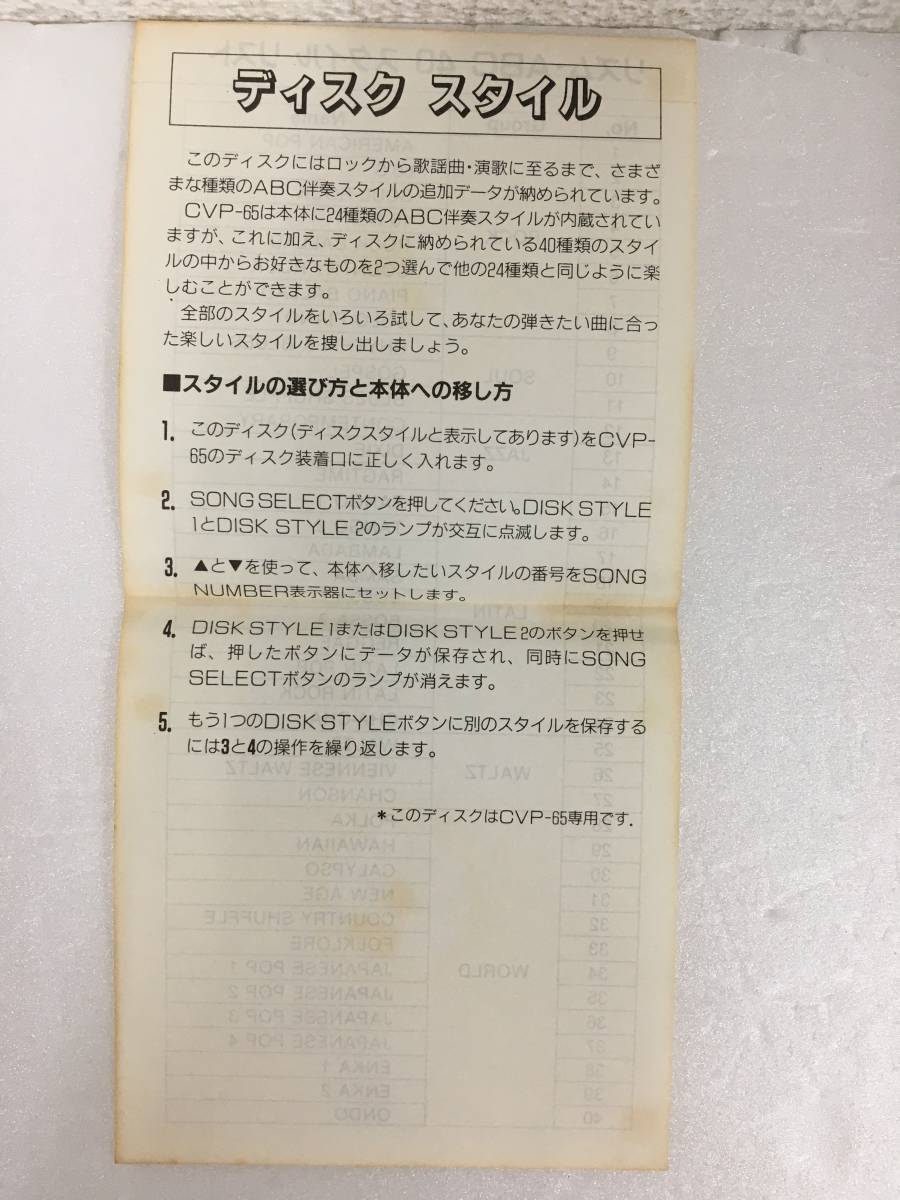 ディスク スタイル
このディスクにはロックから歌謡曲・演歌に至るまで、さまざ
まな種類のABC伴奏スタイルの追加データが納められています。
CVP-65は本体に24種類のABC伴奏スタイルが内蔵されてい
ますが、これに加え、ディスクに納められている40種類のスタイ
ルの中からお好きなものを2つ選んで他の24種類と同じように楽
しむことができます。
全部のスタイルをいろいろ試して、あなたの弾きたい曲に合っ
た楽しいスタイルを捜し出しましょう。
■スタイルの選び方と本体への移し方
1. このディスク(ディスクスタイルと表示してあります)をCVP-
65のディスク装着口に正しく入れます。
2. SONG SELECTボタンを押してください。DISK STYLE
1とDISK STYLE 2のランプが交互に点滅します。
3. ▲と▼を使って、本体へ移したいスタイルの番号をSONG
NUMBER表示器にセットします。
4. DISK STYLE 1またはDISK STYLE 2のボタンを押せ
ば、押したボタンにデータが保存され、同時にSONG
SELECTボタンのランプが消えます。
5. もう1つのDISK STYLEボタンに別のスタイルを保存する
には3と4の操作を繰り返します。
*このディスクはCVP-65専用です.